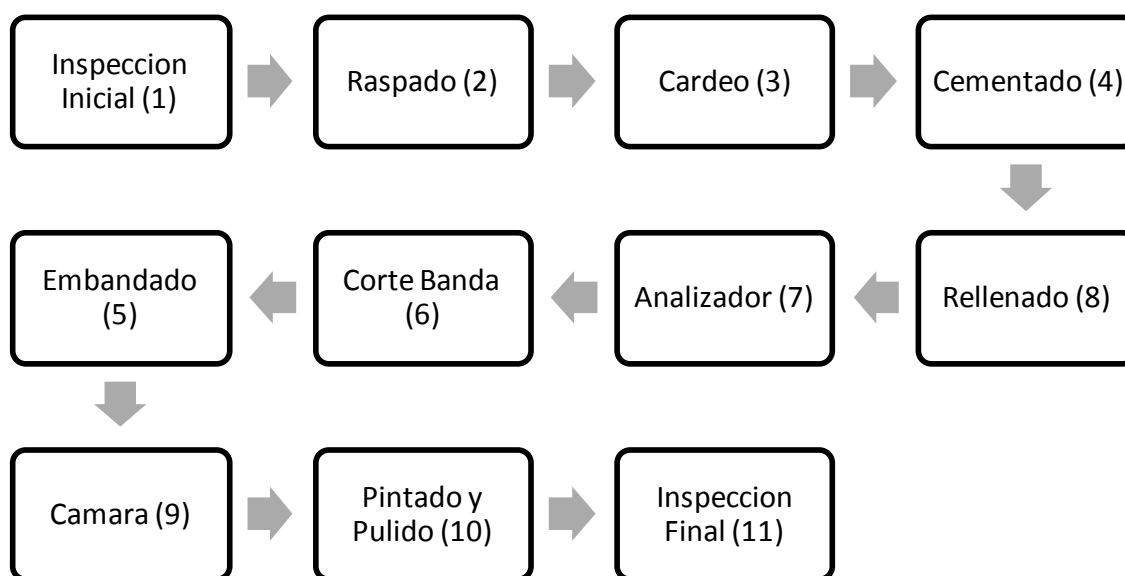 Inspeccion
Inicial (1)
Raspado (2)
Cardeo (3)
Cementado (4)
Embandado
(5)
Corte Banda
(6)
Analizador (7)
Rellenado (8)
Camara (9)
Pintado y
Pulido (10)
Inspeccion
Final (11)